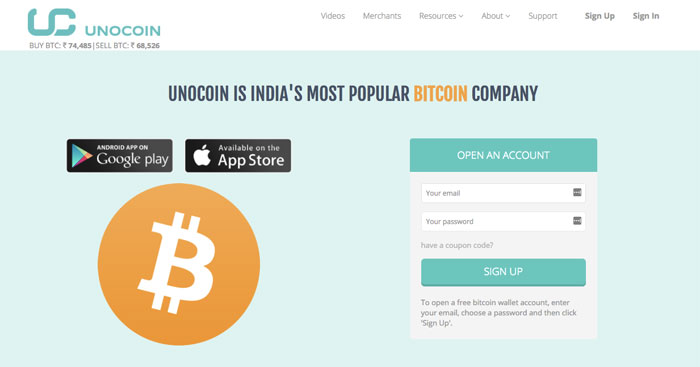 UNOCOIN
BUY BTC: ₹ 74,485|SELL BTC: ₹ 68,526
Videos Merchants Resources About Support Sign Up Sign In
UNOCOIN IS INDIA'S MOST POPULAR BITCOIN COMPANY
ANDROID APP ON
Google play
Available on the
App Store
OPEN AN ACCOUNT
Your email
Your password
have a coupon code?
SIGN UP
To open a free bitcoin wallet account, enter
your email, choose a password and then click
'Sign Up'.